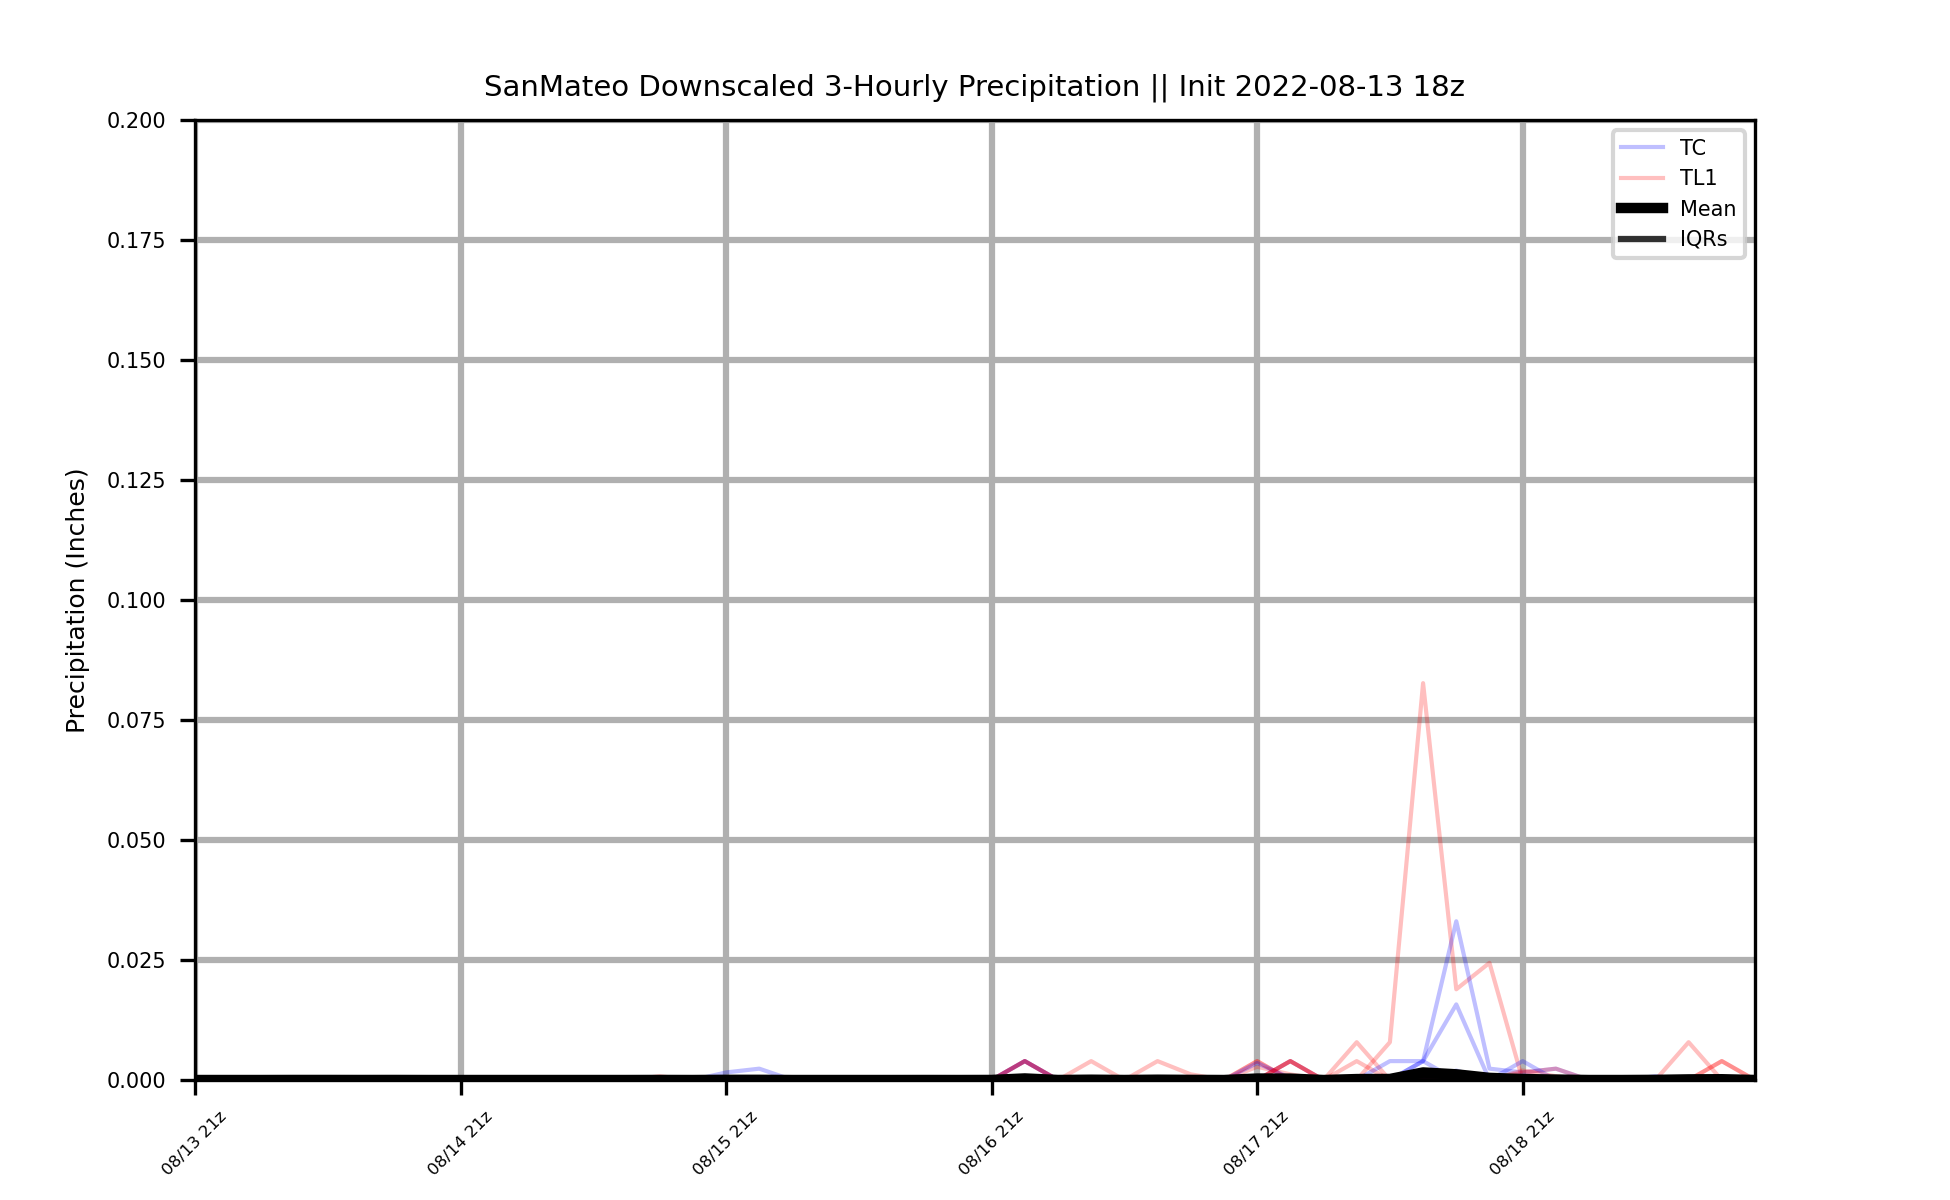 SanMateo Downscaled 3-Hourly Precipitation || Init 2022-08-13 18z
0.200
0.175
0.150
0.125
0.100
0.075
0.050
0.025
0.000
Precipitation (Inches)
TC
TL1
Mean
IQRs
08/13 21z
08/14 21z
08/15 21z
08/16 21z
08/17 21z
08/18 21z